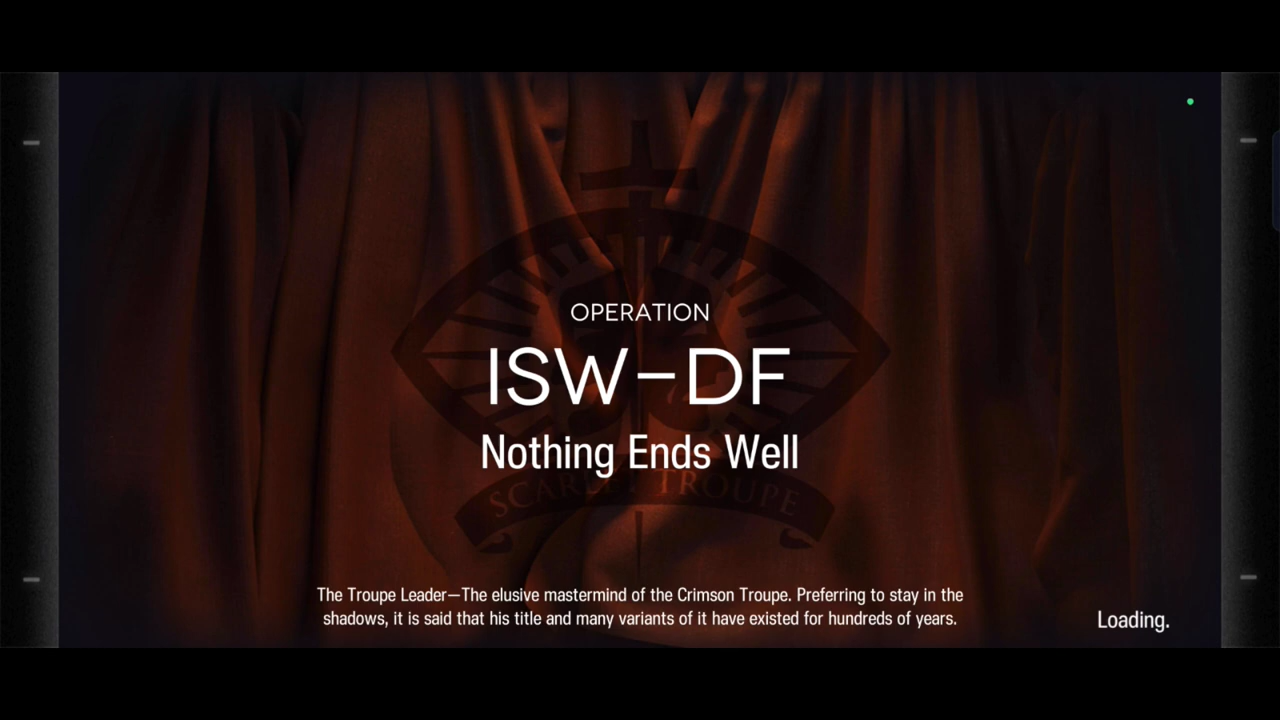 OPERATION
ISW-DF
Nothing Ends Well
SCARLET TROUPE
The Troupe Leader—The elusive mastermind of the Crimson Troupe. Preferring to stay in the
shadows, it is said that his title and many variants of it have existed for hundreds of years.
Loading.